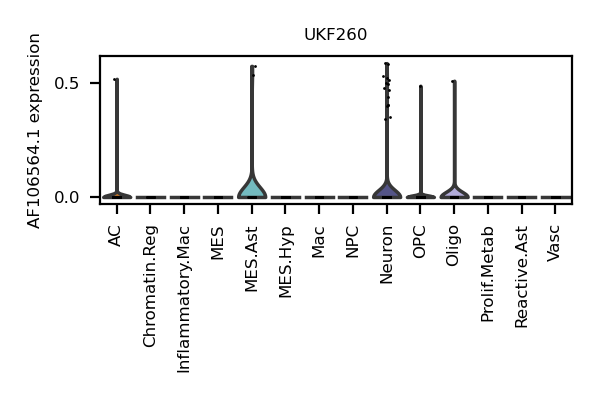 UKF260
AF106564.1 expression
0.5
0.0
AC
Chromatin.Reg
Inflammatory.Mac
MES
MES.Ast
MES.Hyp
Mac
NPC
Neuron
OPC
Oligo
Prolif.Metab
Reactive.Ast
Vasc